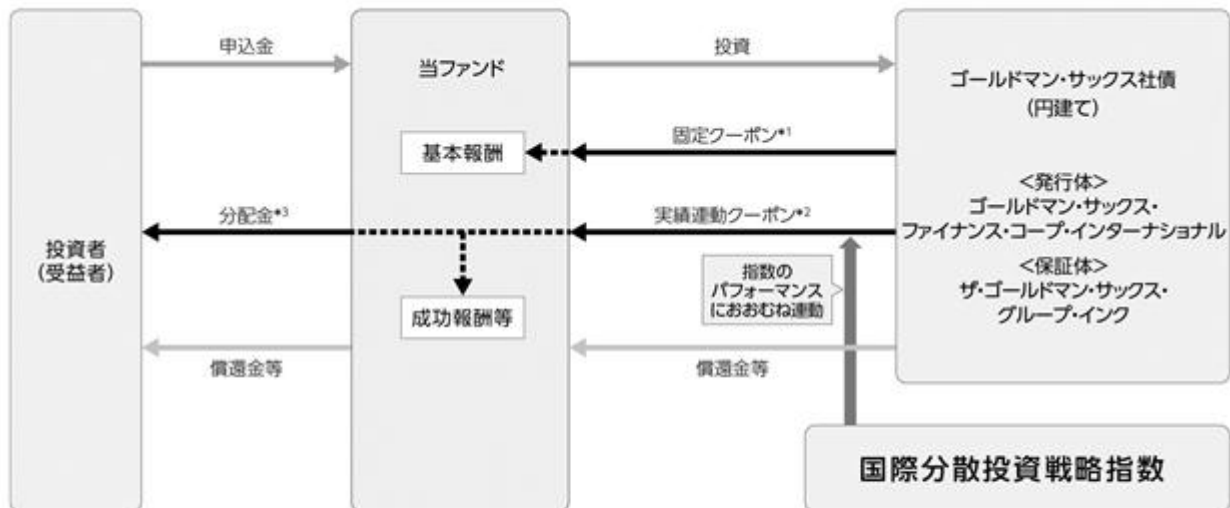 申込金
当ファンド
投資
ゴールドマン・サックス社債
(円建て)
固定クーポン*1
基本報酬
<発行体>
ゴールドマン・サックス・
ファイナンス・コープ・インターナショナル
分配金*3
実績連動クーポン*2
投資者
(受益者)
<保証体>
ザ・ゴールドマン・サックス・
グループ・インク
指数の
パフォーマンス
におおむね連動
成功報酬等
償還金等
償還金等
国際分散投資戦略指数